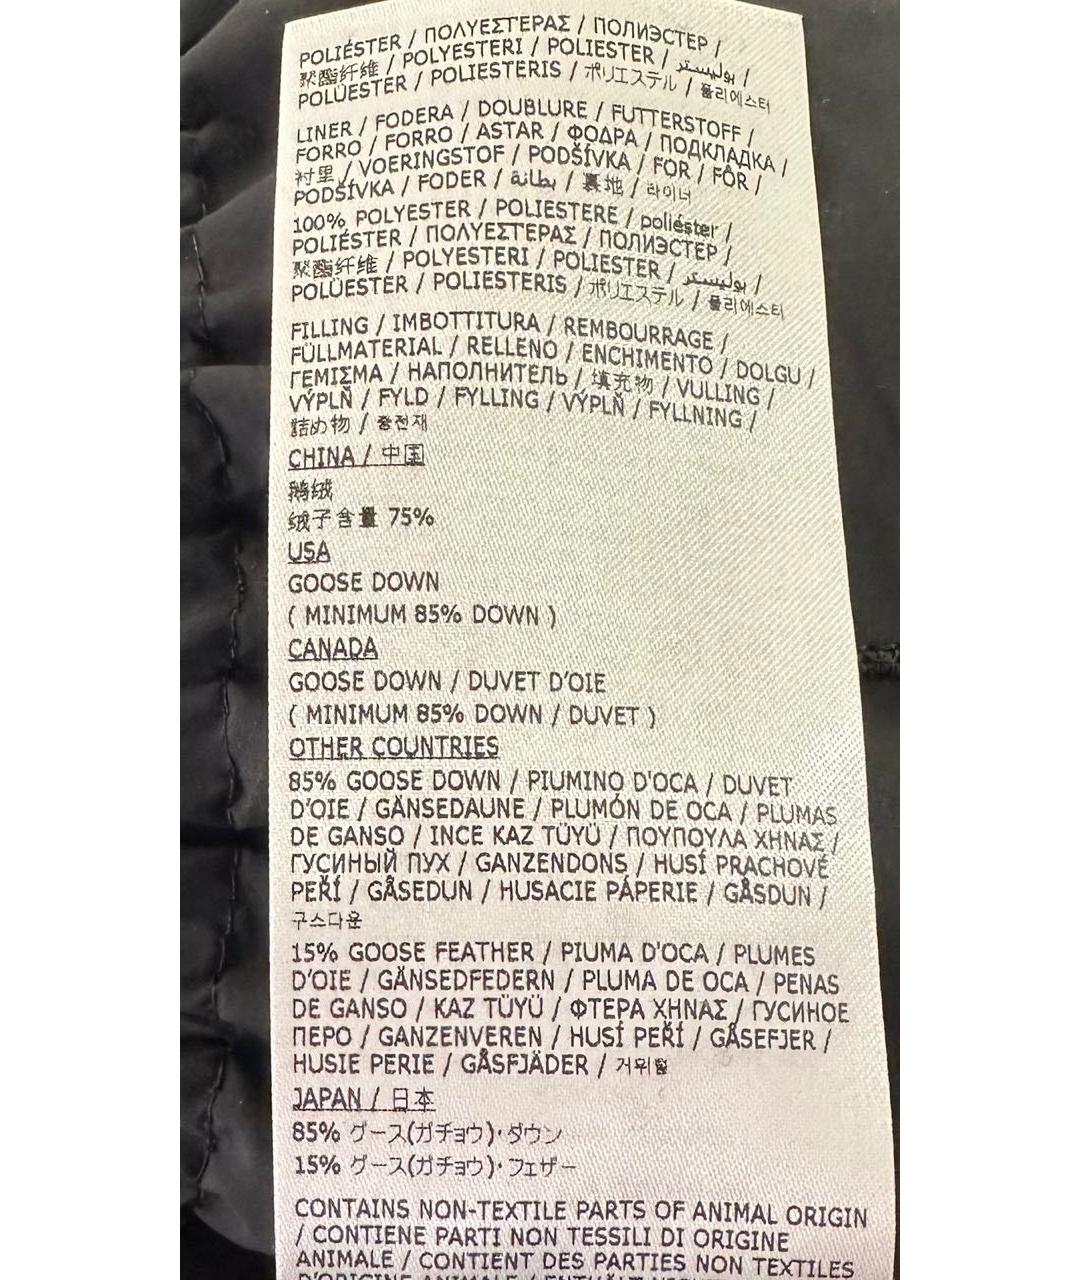 POLIÉSTER / ΠΟΛΥΕΣΤΕΡΑΣ / ПОЛИЭСТЕР /
聚酯纤维 / POLYESTERI / POLIESTER / بوليستر /
POLÜESTER / POLIESTERIS / ポリエステル / 폴리에스터
LINER / FODERA / DOUBLURE / FUTTERSTOFF /
FORRO / FORRO / ASTAR / ΦΟΔΡΑ / ПОДКЛАДКА /
衬里 / VOERINGSTOF / PODŠÍVKA / FOR / FÔR /
PODŠÍVKA / FODER / بطانة / 裏地 / 라이너
100% POLYESTER / POLIESTERE / poliéster /
POLIÉSTER / ΠΟΛΥΕΣΤΕΡΑΣ / ПОЛИЭСТЕР /
聚酯纤维 / POLYESTERI / POLIESTER / بوليستر /
POLÜESTER / POLIESTERIS / ポリエステル / 폴리에스터
FILLING / IMBOTTITURA / REMBOURRAGE /
FÜLLMATERIAL / RELLENO / ENCHIMENTO / DOLGU /
ΓΕΜΙΣΜΑ / НАПОЛНИТЕЛЬ / 填充物 / VULLING /
VÝPLŇ / FYLD / FYLLING / VÝPLŇ / FYLLNING /
詰め物 / 충전재
CHINA / 中国
鹅绒
绒子含量 75%
USA
GOOSE DOWN
( MINIMUM 85% DOWN )
CANADA
GOOSE DOWN / DUVET D'OIE
( MINIMUM 85% DOWN / DUVET )
OTHER COUNTRIES
85% GOOSE DOWN / PIUMINO D'OCA / DUVET
D'OIE / GÄNSEDAUNE / PLUMÓN DE OCA / PLUMAS
DE GANSO / INCE KAZ TÜYÜ / ΠΟΥΠΟΥΛΑ ΧΗΝΑΣ /
ГУСИНЫЙ ПУХ / GANZENDONS / HUSÍ PRACHOVÉ
PEŘÍ / GÅSEDUN / HUSACIE PÁPERIE / GÅSDUN /
구스다운
15% GOOSE FEATHER / PIUMA D'OCA / PLUMES
D'OIE / GÄNSEDFEDERN / PLUMA DE OCA / PENAS
DE GANSO / KAZ TÜYÜ / ΦΤΕΡΑ ΧΗΝΑΣ / ГУСИНОЕ
ПЕРО / GANZENVEREN / HUSÍ PEŘÍ / GÅSEFJER /
HUSIE PERIE / GÅSFJÄDER / 거위털
JAPAN / 日本
85% グース(ガチョウ)･ダウン
15% グース(ガチョウ)･フェザー
CONTAINS NON-TEXTILE PARTS OF ANIMAL ORIGIN
/ CONTIENE PARTI NON TESSILI DI ORIGINE
ANIMALE / CONTIENT DES PARTIES NON TEXTILES